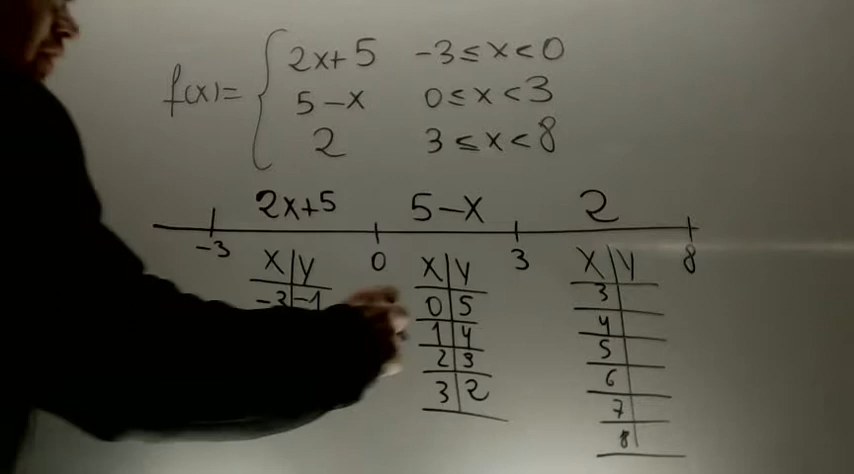 f(x)= { 2x+5 -3≤x<0
5-x 0≤x<3
2 3≤x<8
2x+5 5-x 2
-3 0 3 8
x y x y x y
-3 -1 0 5 3
1 4 4
2 3 5
3 2 6
7
8